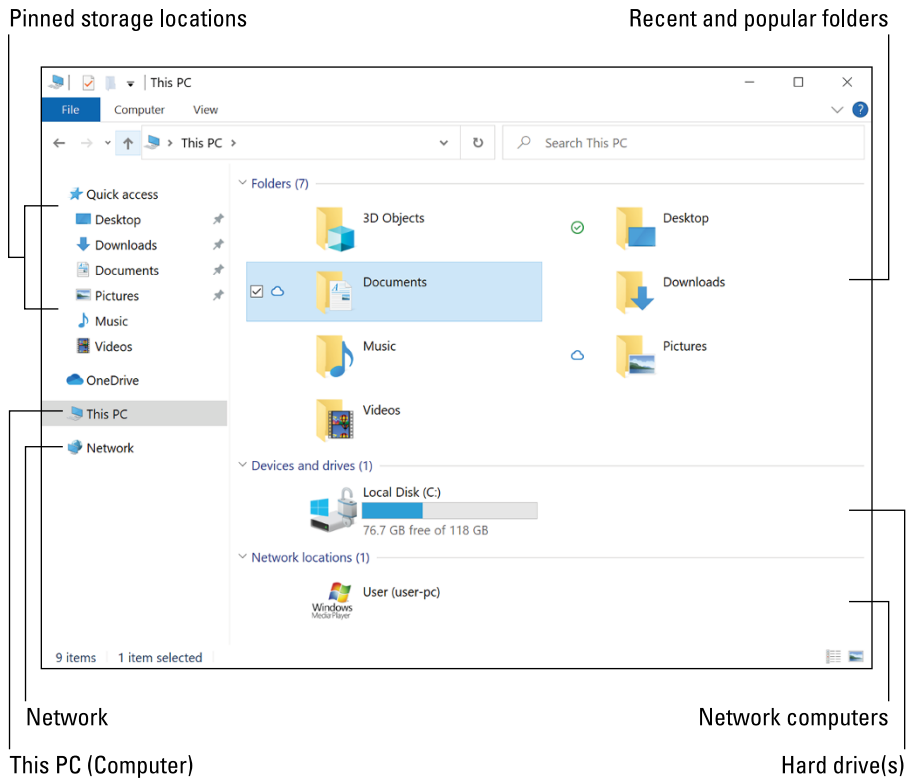 Pinned storage locations
Recent and popular folders
This PC
File Computer View
This PC
Search This PC
Quick access
Desktop
Downloads
Documents
Pictures
Music
Videos
OneDrive
This PC
Network
Folders (7)
3D Objects
Desktop
Documents
Downloads
Music
Pictures
Videos
Devices and drives (1)
Local Disk (C:)
76.7 GB free of 118 GB
Network locations (1)
User (user-pc)
Windows
Media Player
9 items 1 item selected
Network
Network computers
This PC (Computer)
Hard drive(s)